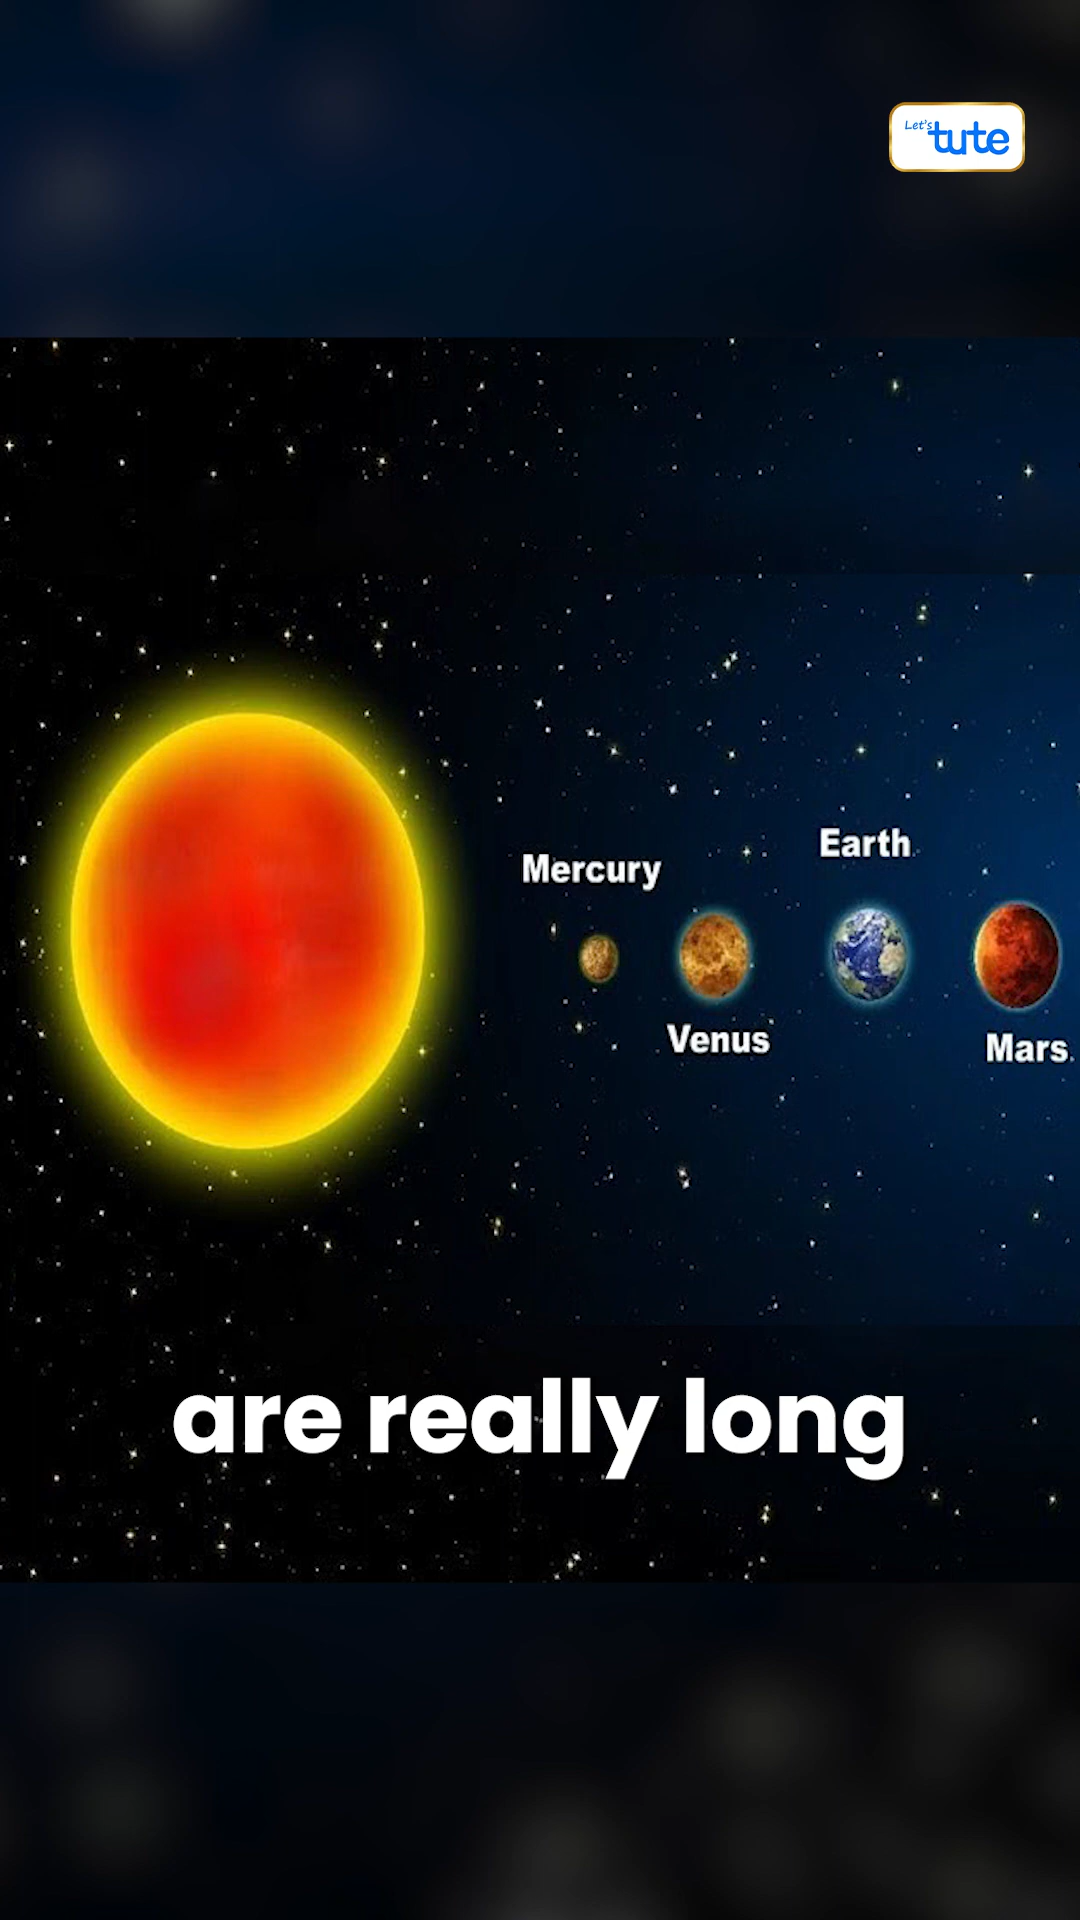 Let's
tute
Earth
Mercury
Venus
Mars
are really long